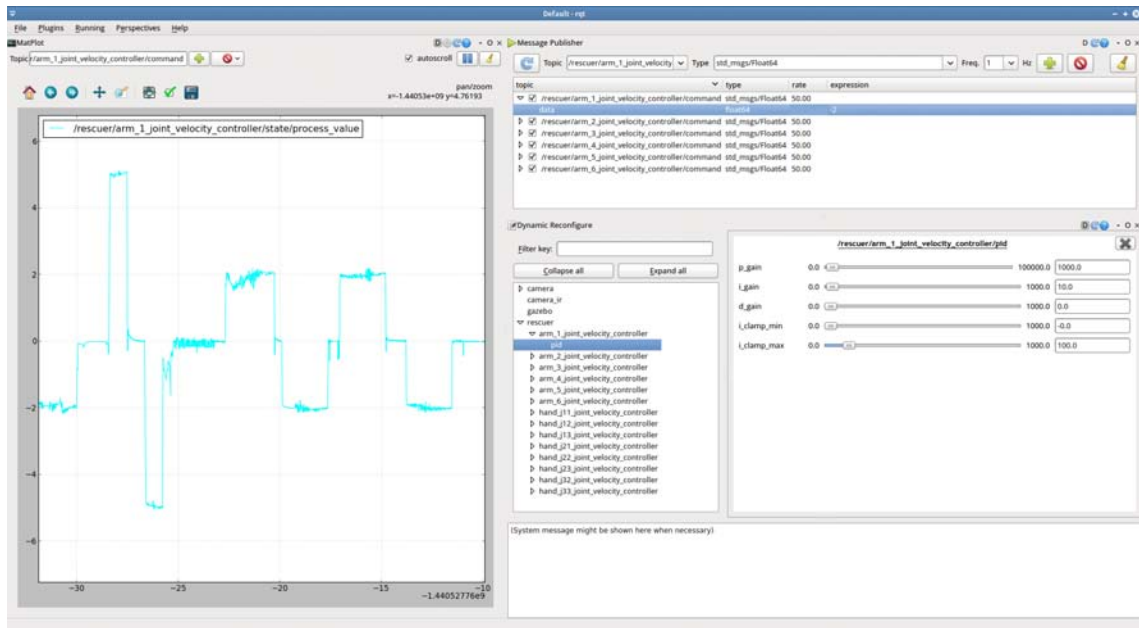 Default - rqt
File Plugins Running Perspectives Help
MatPlot
Topic r/arm_1_joint_velocity_controller/command
autoscroll
pan/zoom
x=-1.44053e+09 y=4.76193
/rescuer/arm_1_joint_velocity_controller/state/process_value
6
4
2
0
−2
−4
−6
−30 −25 −20 −15 −10
−1.44052776e9
Message Publisher
Topic /rescuer/arm_1_joint_velocity Type std_msgs/Float64 Freq. 1 Hz
topic type rate expression
/rescuer/arm_1_joint_velocity_controller/command std_msgs/Float64 50.00
data float64 -2
/rescuer/arm_2_joint_velocity_controller/command std_msgs/Float64 50.00
/rescuer/arm_3_joint_velocity_controller/command std_msgs/Float64 50.00
/rescuer/arm_4_joint_velocity_controller/command std_msgs/Float64 50.00
/rescuer/arm_5_joint_velocity_controller/command std_msgs/Float64 50.00
/rescuer/arm_6_joint_velocity_controller/command std_msgs/Float64 50.00
Dynamic Reconfigure
Filter key:
Collapse all Expand all
camera
camera_ir
gazebo
rescuer
arm_1_joint_velocity_controller
pid
arm_2_joint_velocity_controller
arm_3_joint_velocity_controller
arm_4_joint_velocity_controller
arm_5_joint_velocity_controller
arm_6_joint_velocity_controller
hand_j11_joint_velocity_controller
hand_j12_joint_velocity_controller
hand_j13_joint_velocity_controller
hand_j21_joint_velocity_controller
hand_j22_joint_velocity_controller
hand_j23_joint_velocity_controller
hand_j32_joint_velocity_controller
hand_j33_joint_velocity_controller
/rescuer/arm_1_joint_velocity_controller/pid
p_gain 0.0 100000.0 1000.0
i_gain 0.0 1000.0 10.0
d_gain 0.0 1000.0 0.0
i_clamp_min 0.0 1000.0 -0.0
i_clamp_max 0.0 1000.0 100.0
(System message might be shown here when necessary)